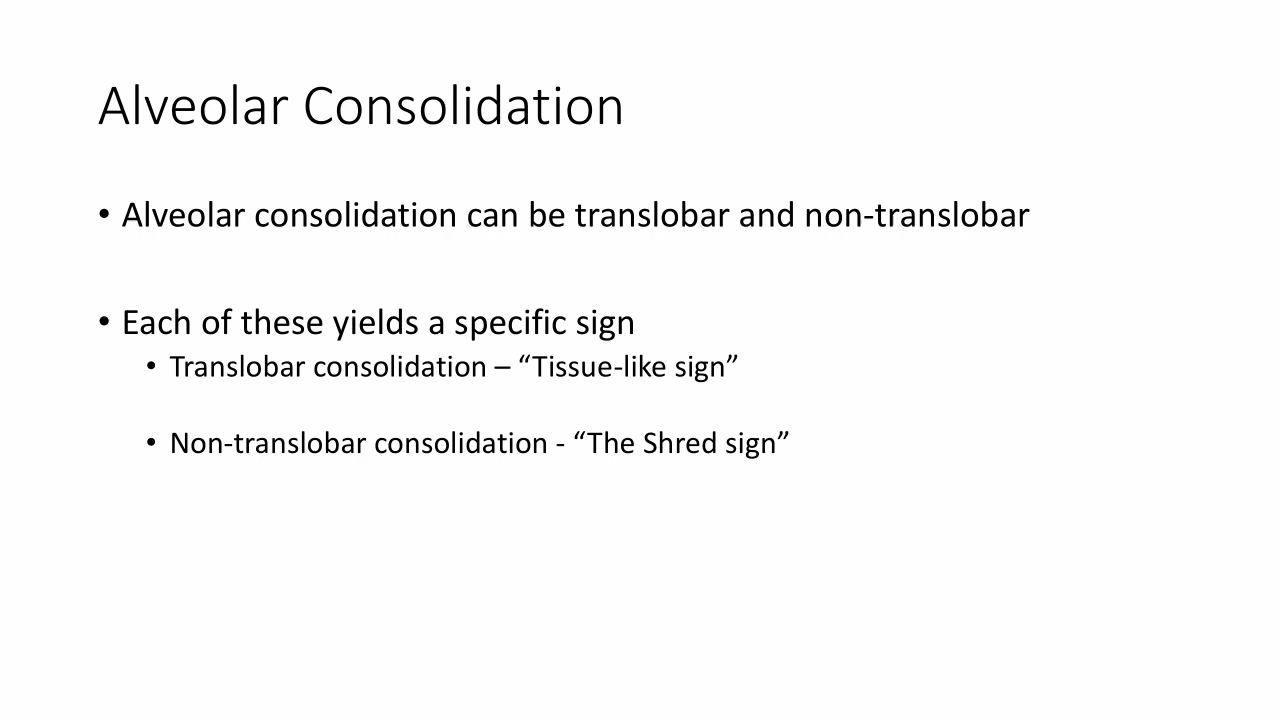 Alveolar Consolidation
• Alveolar consolidation can be translobar and non-translobar
• Each of these yields a specific sign
• Translobar consolidation – “Tissue-like sign”
• Non-translobar consolidation - “The Shred sign”